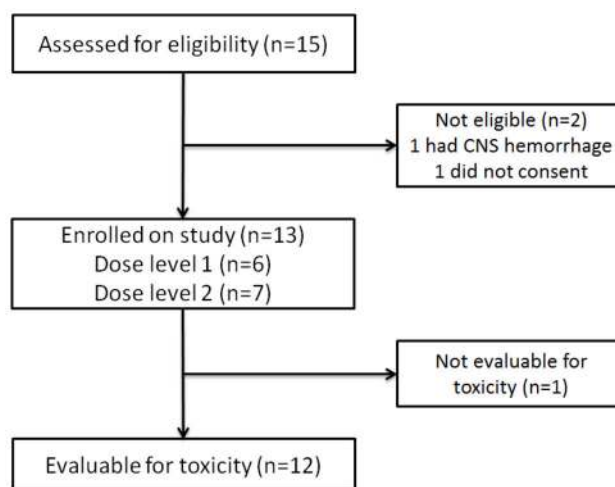 Assessed for eligibility (n=15)
Not eligible (n=2)
1 had CNS hemorrhage
1 did not consent
Enrolled on study (n=13)
Dose level 1 (n=6)
Dose level 2 (n=7)
Not evaluable for
toxicity (n=1)
Evaluable for toxicity (n=12)